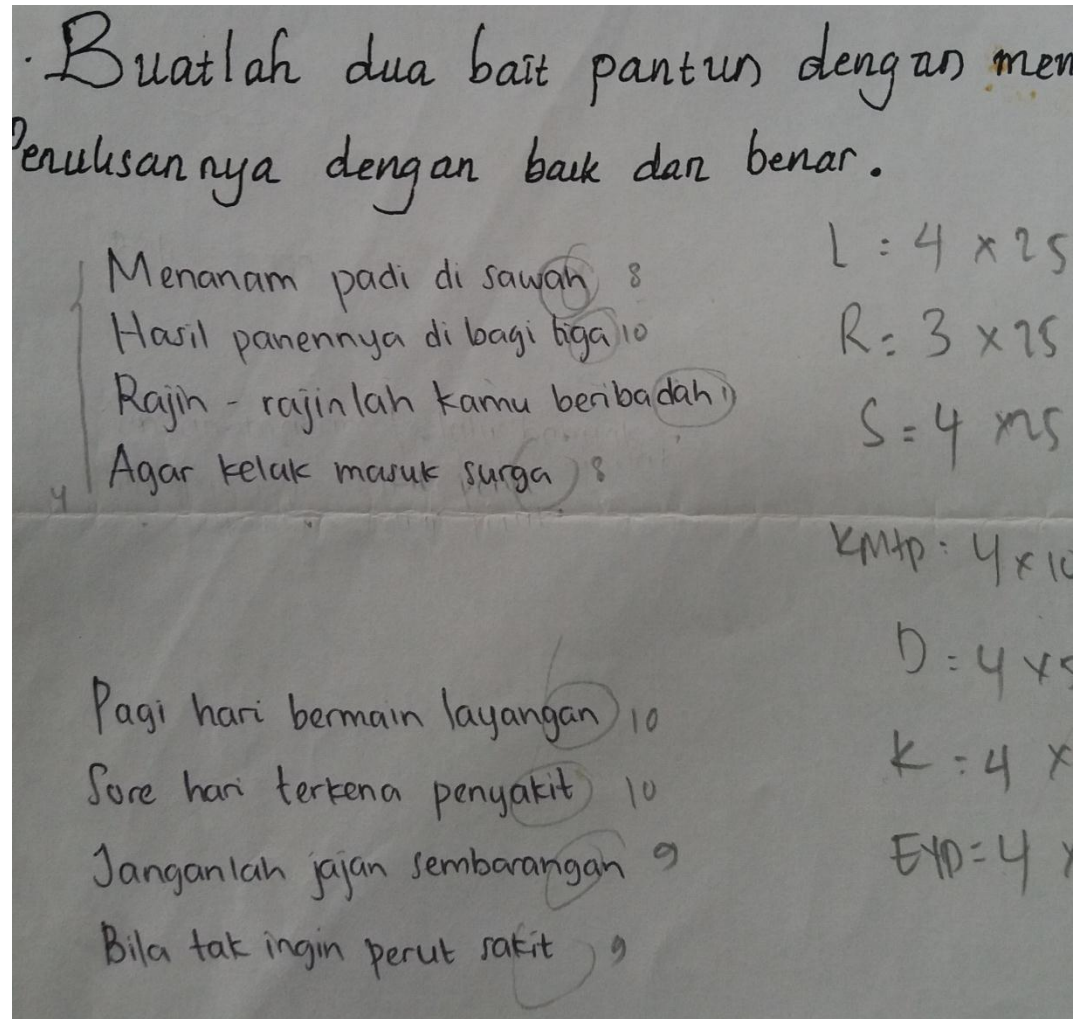 . Buatlah dua bait pantun dengan men
Penulisannya dengan baik dan benar.
Menanam padi di sawah 8
Hasil panennya di bagi tiga 10
Rajin - rajinlah kamu beribadah
Agar kelak masuk surga 8
4
L : 4 x 25
R = 3 x 25
S = 4 x 25
KMtp : 4 x 10
D = 4 x 5
K = 4 x
EYD = 4 x
Pagi hari bermain layangan 10
Sore hari terkena penyakit 10
Janganlah jajan sembarangan 9
Bila tak ingin perut sakit 9